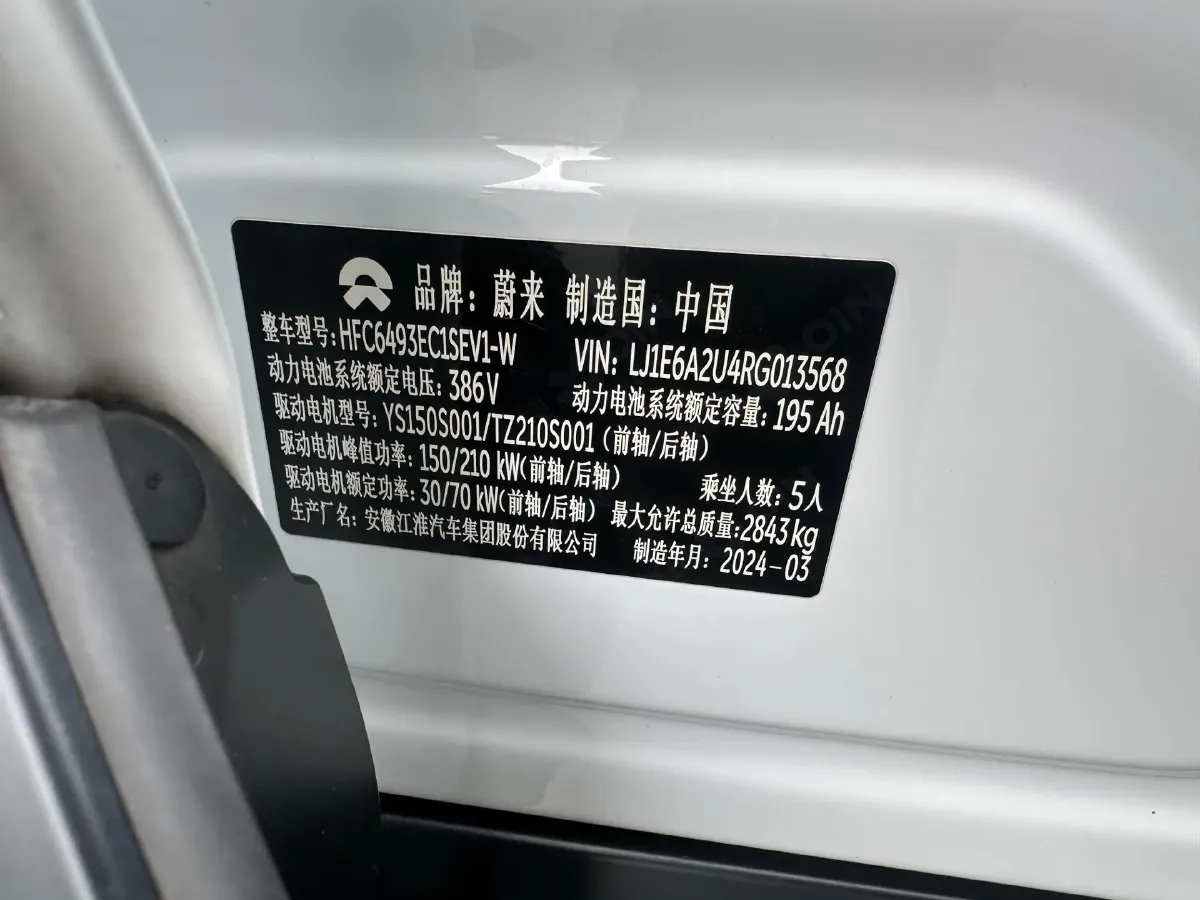 品牌：蔚来 制造国：中国
整车型号：HFC6493EC1SEV1-W VIN：LJ1E6A2U4RG013568
动力电池系统额定电压：386V 动力电池系统额定容量：195 Ah
驱动电机型号：YS150S001/TZ210S001（前轴/后轴）
驱动电机峰值功率：150/210 kW（前轴/后轴） 乘坐人数：5人
驱动电机额定功率：30/70 kW（前轴/后轴） 最大允许总质量：2843kg
生产厂名：安徽江淮汽车集团股份有限公司 制造年月：2024-03